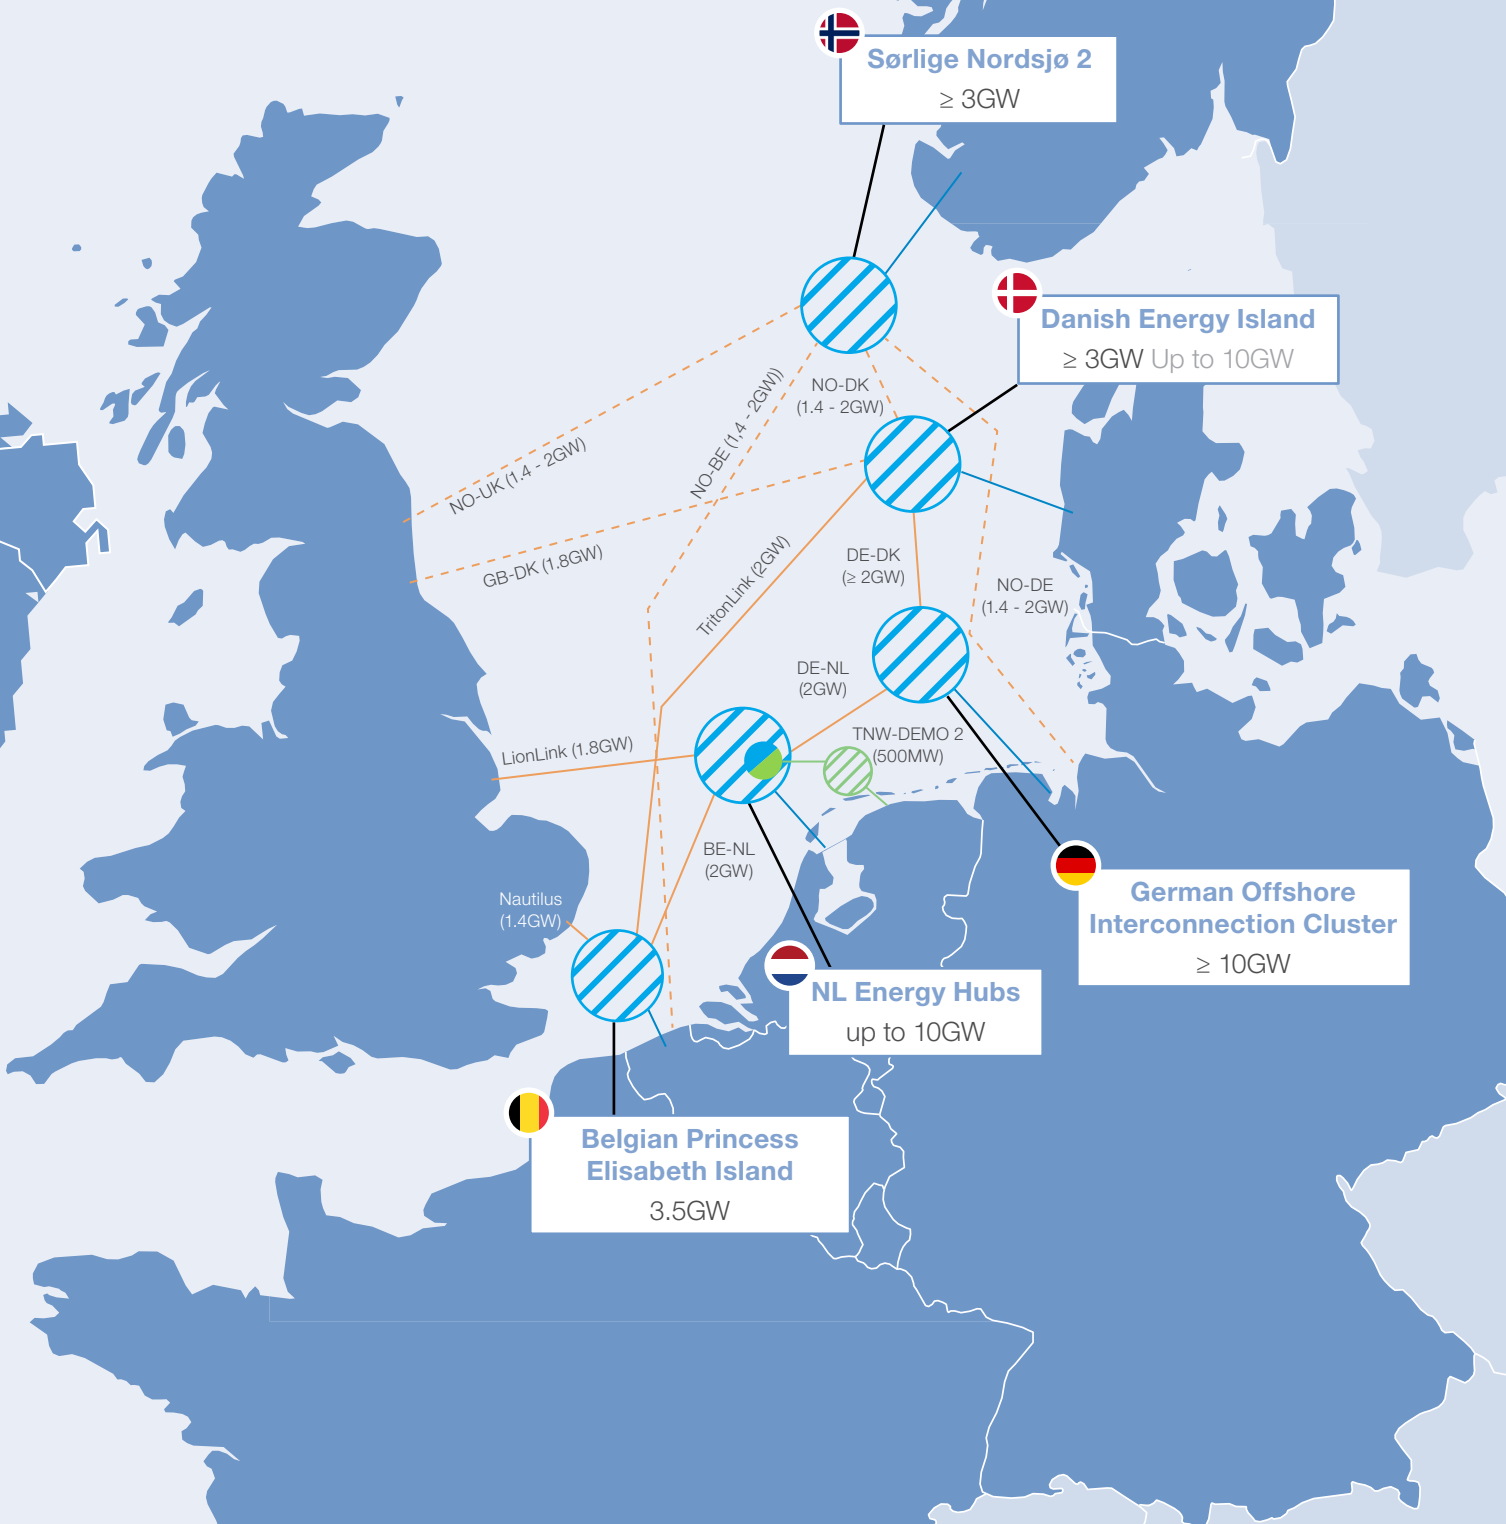 Sørlige Nordsjø 2
≥ 3GW
Danish Energy Island
≥ 3GW Up to 10GW
NO-DK
(1.4 - 2GW)
NO-BE (1,4 - 2GW))
NO-UK (1.4 - 2GW)
GB-DK (1.8GW)
TritonLink (2GW)
DE-DK
(≥ 2GW)
NO-DE
(1.4 - 2GW)
DE-NL
(2GW)
TNW-DEMO 2
(500MW)
LionLink (1.8GW)
BE-NL
(2GW)
Nautilus
(1.4GW)
German Offshore
Interconnection Cluster
≥ 10GW
NL Energy Hubs
up to 10GW
Belgian Princess
Elisabeth Island
3.5GW